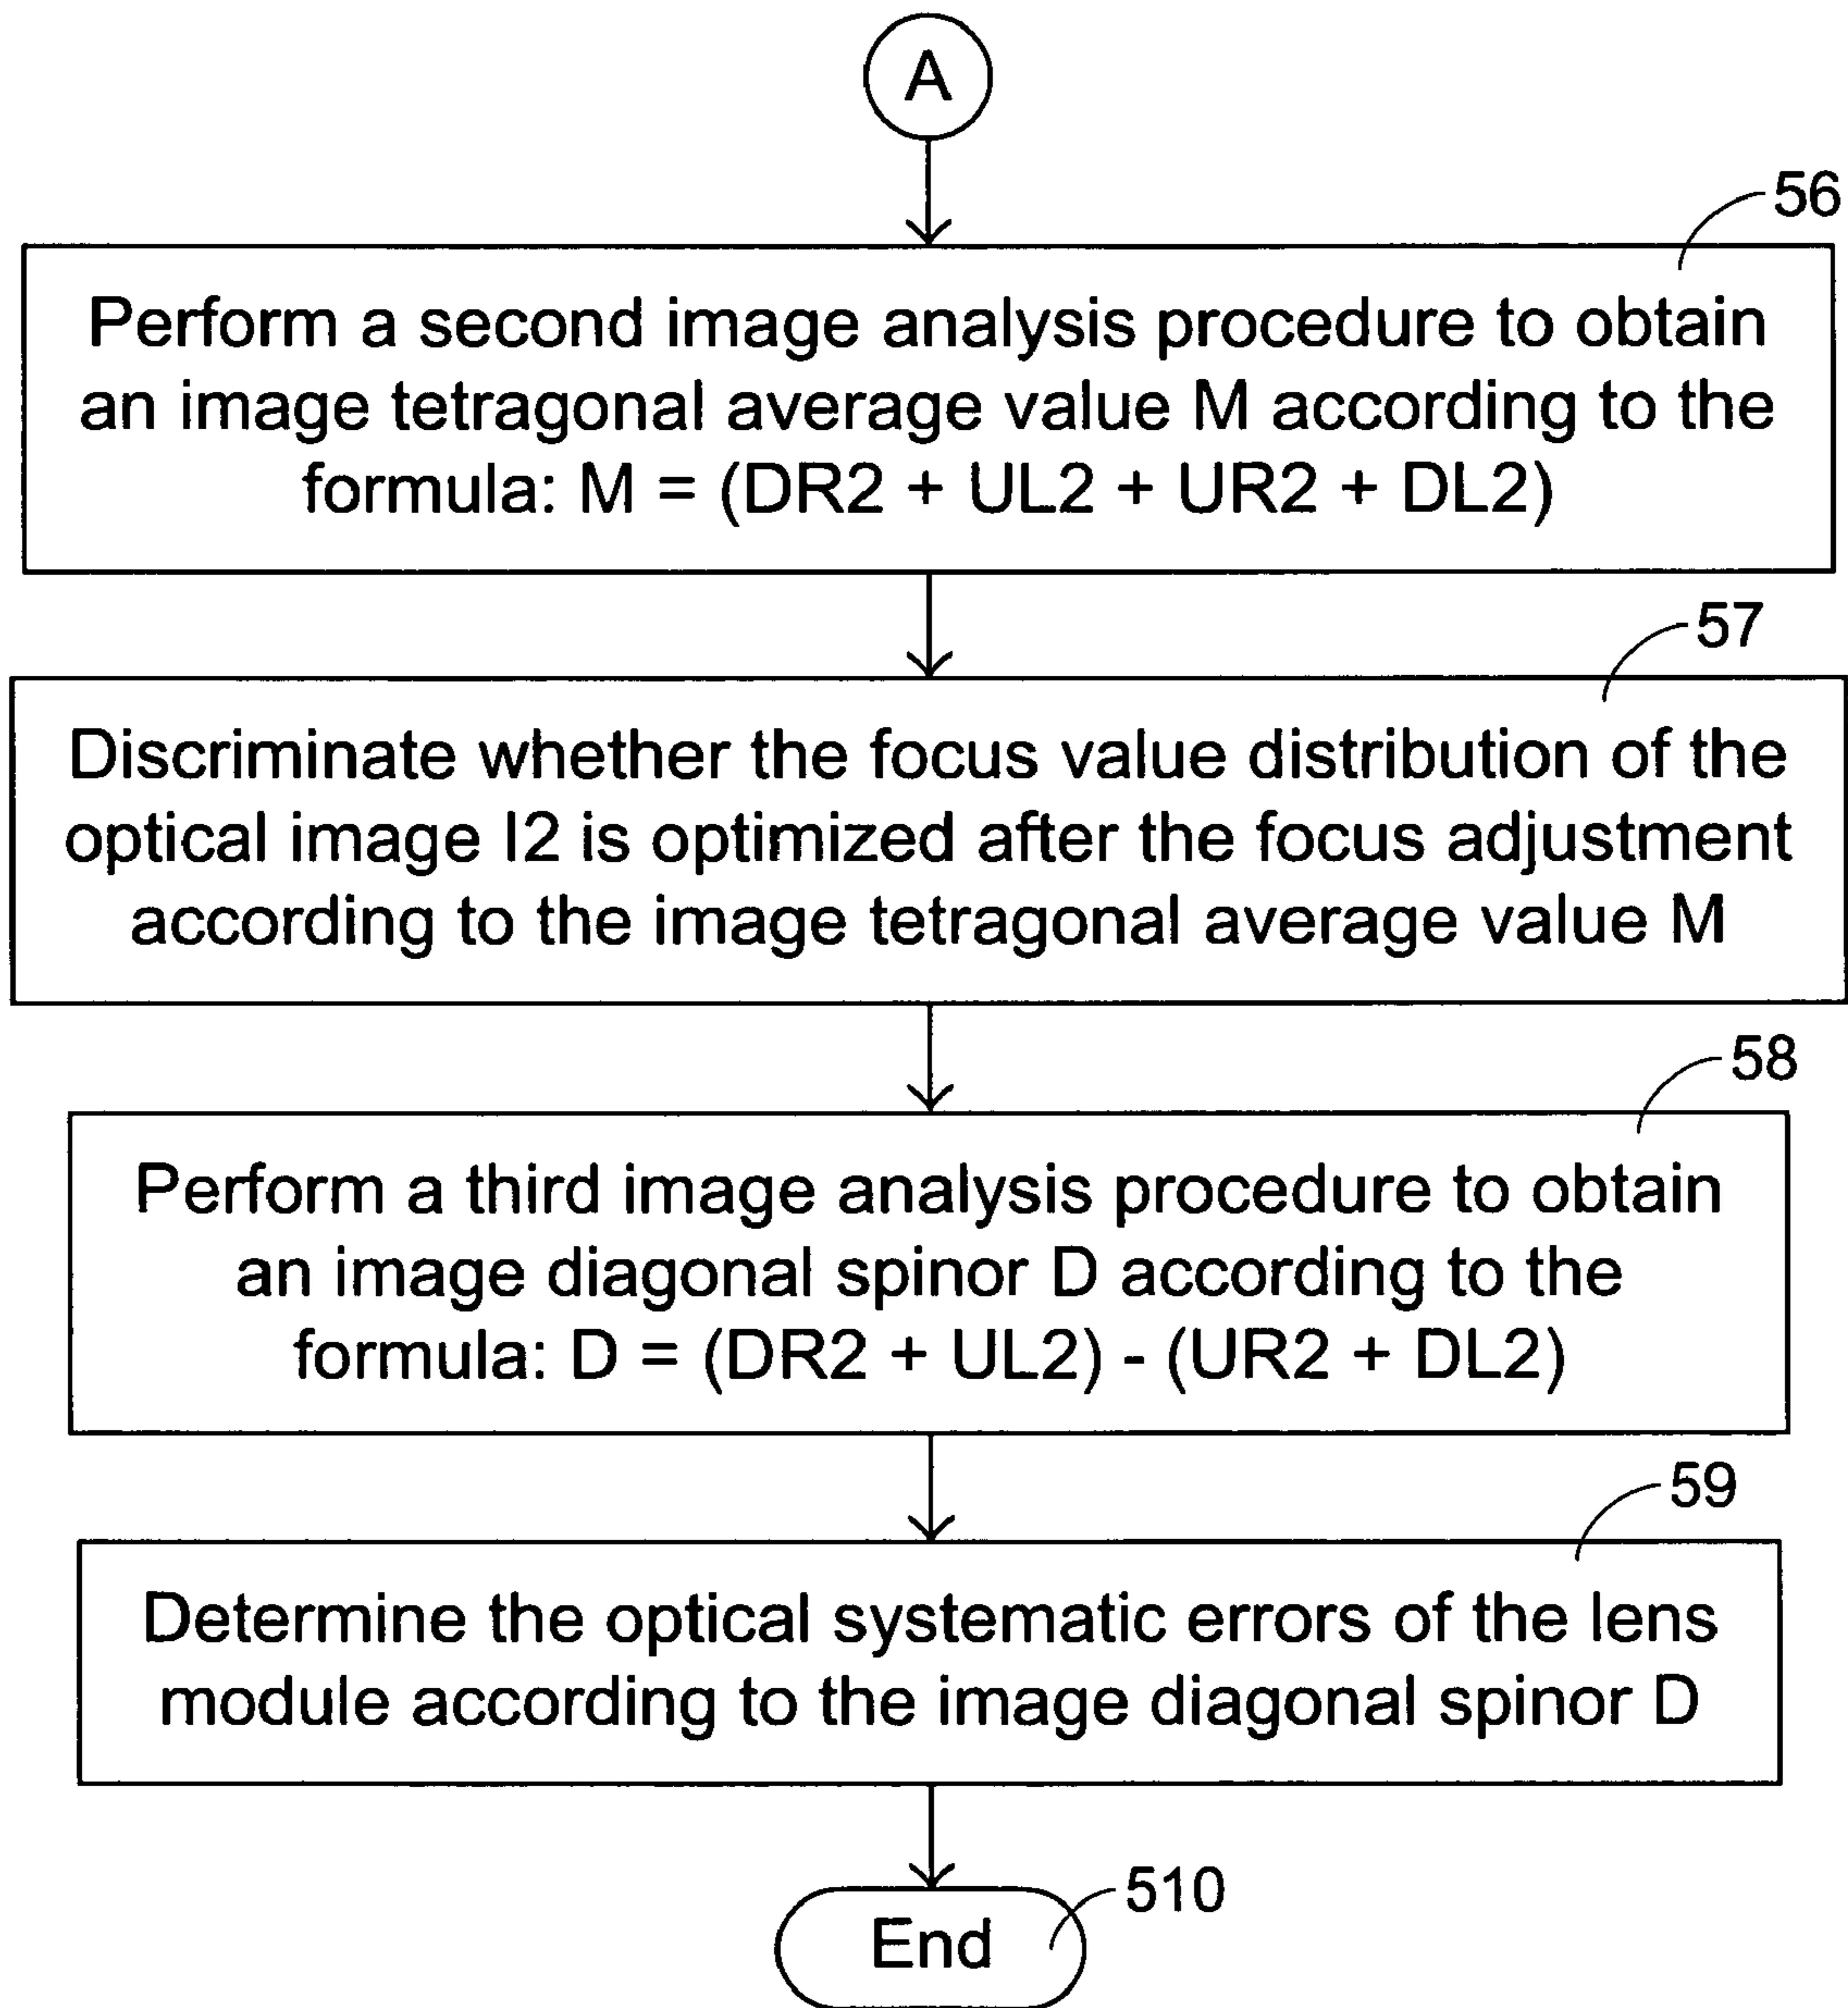 A
56
Perform a second image analysis procedure to obtain
an image tetragonal average value M according to the
formula: M = (DR2 + UL2 + UR2 + DL2)
57
Discriminate whether the focus value distribution of the
optical image I2 is optimized after the focus adjustment
according to the image tetragonal average value M
58
Perform a third image analysis procedure to obtain
an image diagonal spinor D according to the
formula: D = (DR2 + UL2) - (UR2 + DL2)
59
Determine the optical systematic errors of the lens
module according to the image diagonal spinor D
510
End